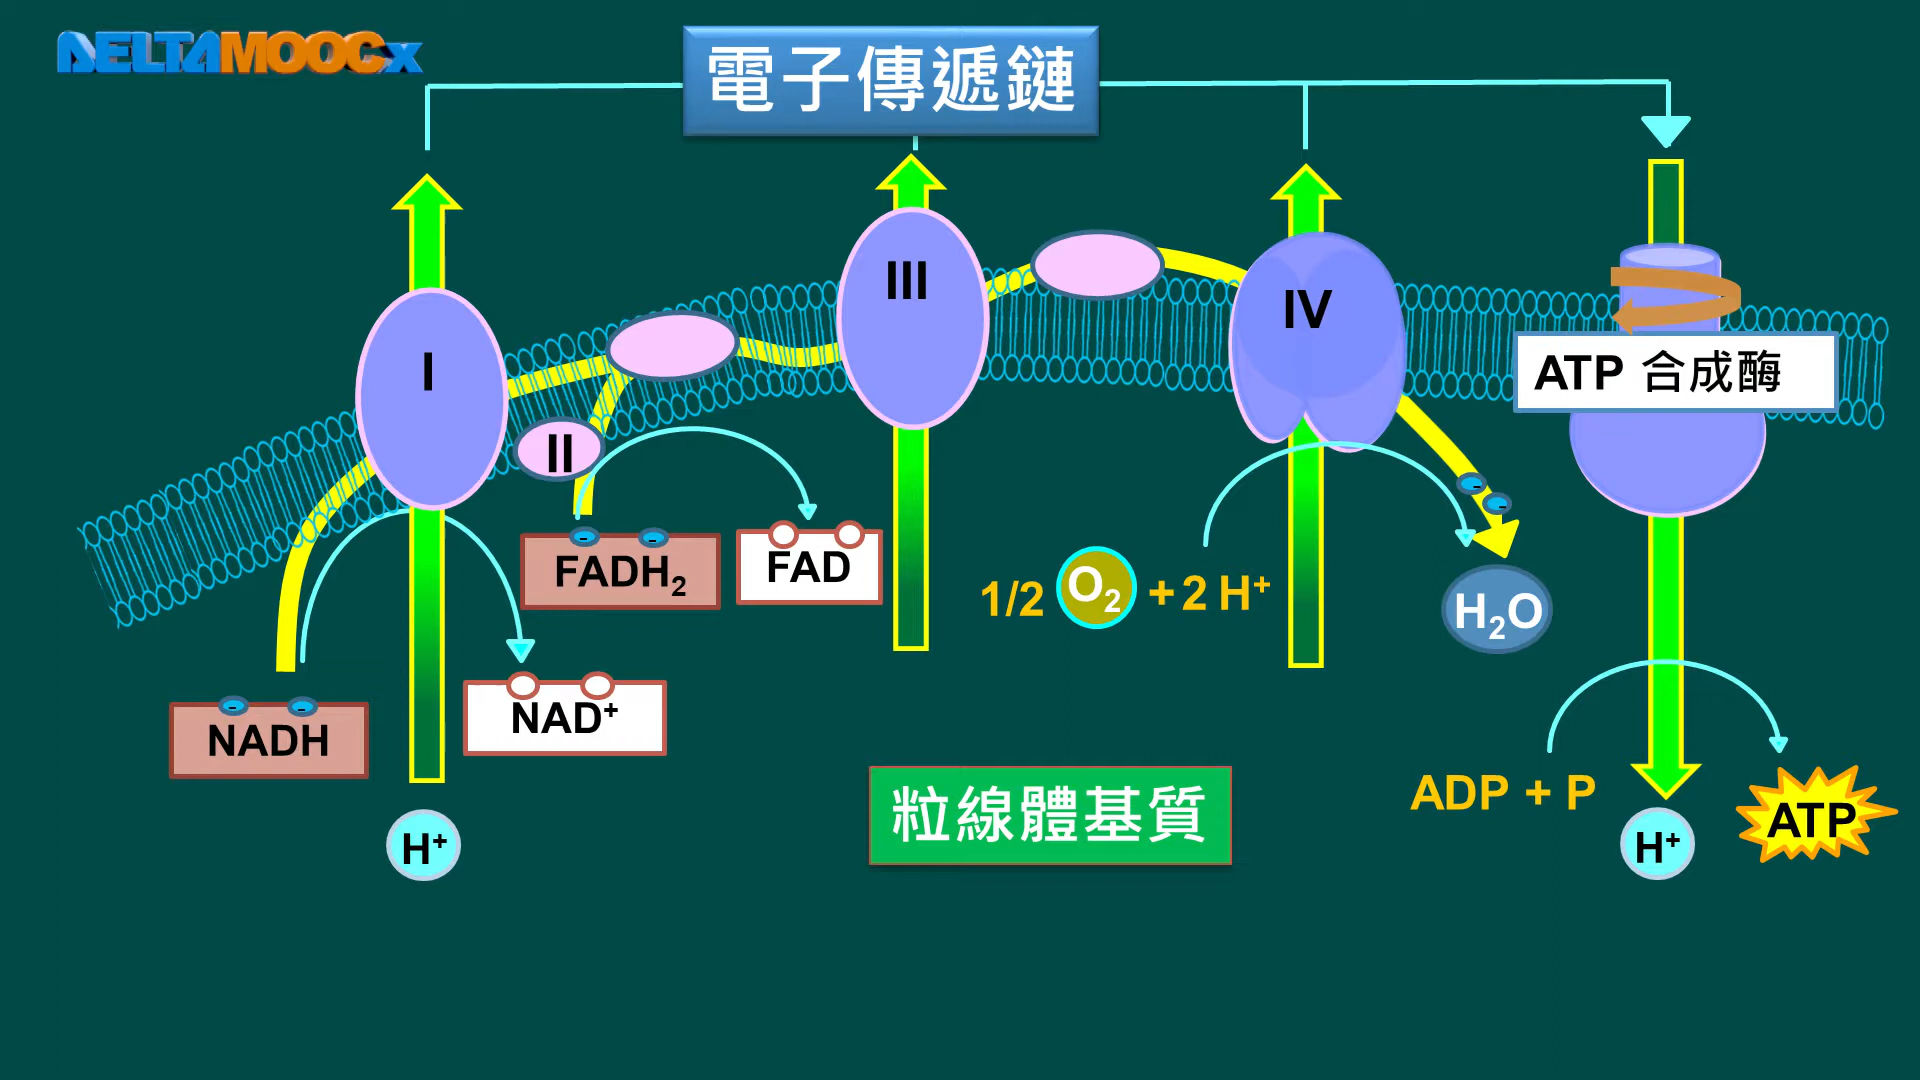 DELTAMOOCx
電子傳遞鏈
I
II
III
IV
ATP 合成酶
FADH₂
FAD
1/2 O₂ + 2 H⁺
H₂O
NADH
NAD⁺
H⁺
粒線體基質
ADP + P
ATP
H⁺